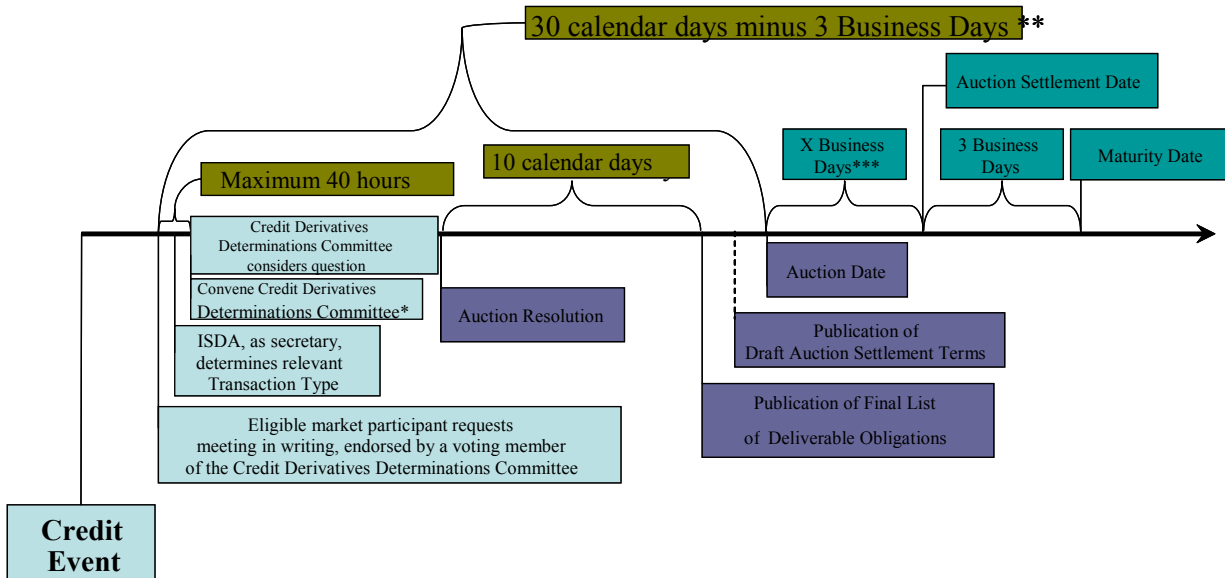 30 calendar days minus 3 Business Days **
Auction Settlement Date
X Business
Days***
3 Business
Days
Maturity Date
10 calendar days
Maximum 40 hours
Credit Derivatives
Determinations Committee
considers question
Convene Credit Derivatives
Determinations Committee*
ISDA, as secretary,
determines relevant
Transaction Type
Eligible market participant requests
meeting in writing, endorsed by a voting member
of the Credit Derivatives Determinations Committee
Auction Resolution
Auction Date
Publication of
Draft Auction Settlement Terms
Publication of Final List
of Deliverable Obligations
Credit
Event